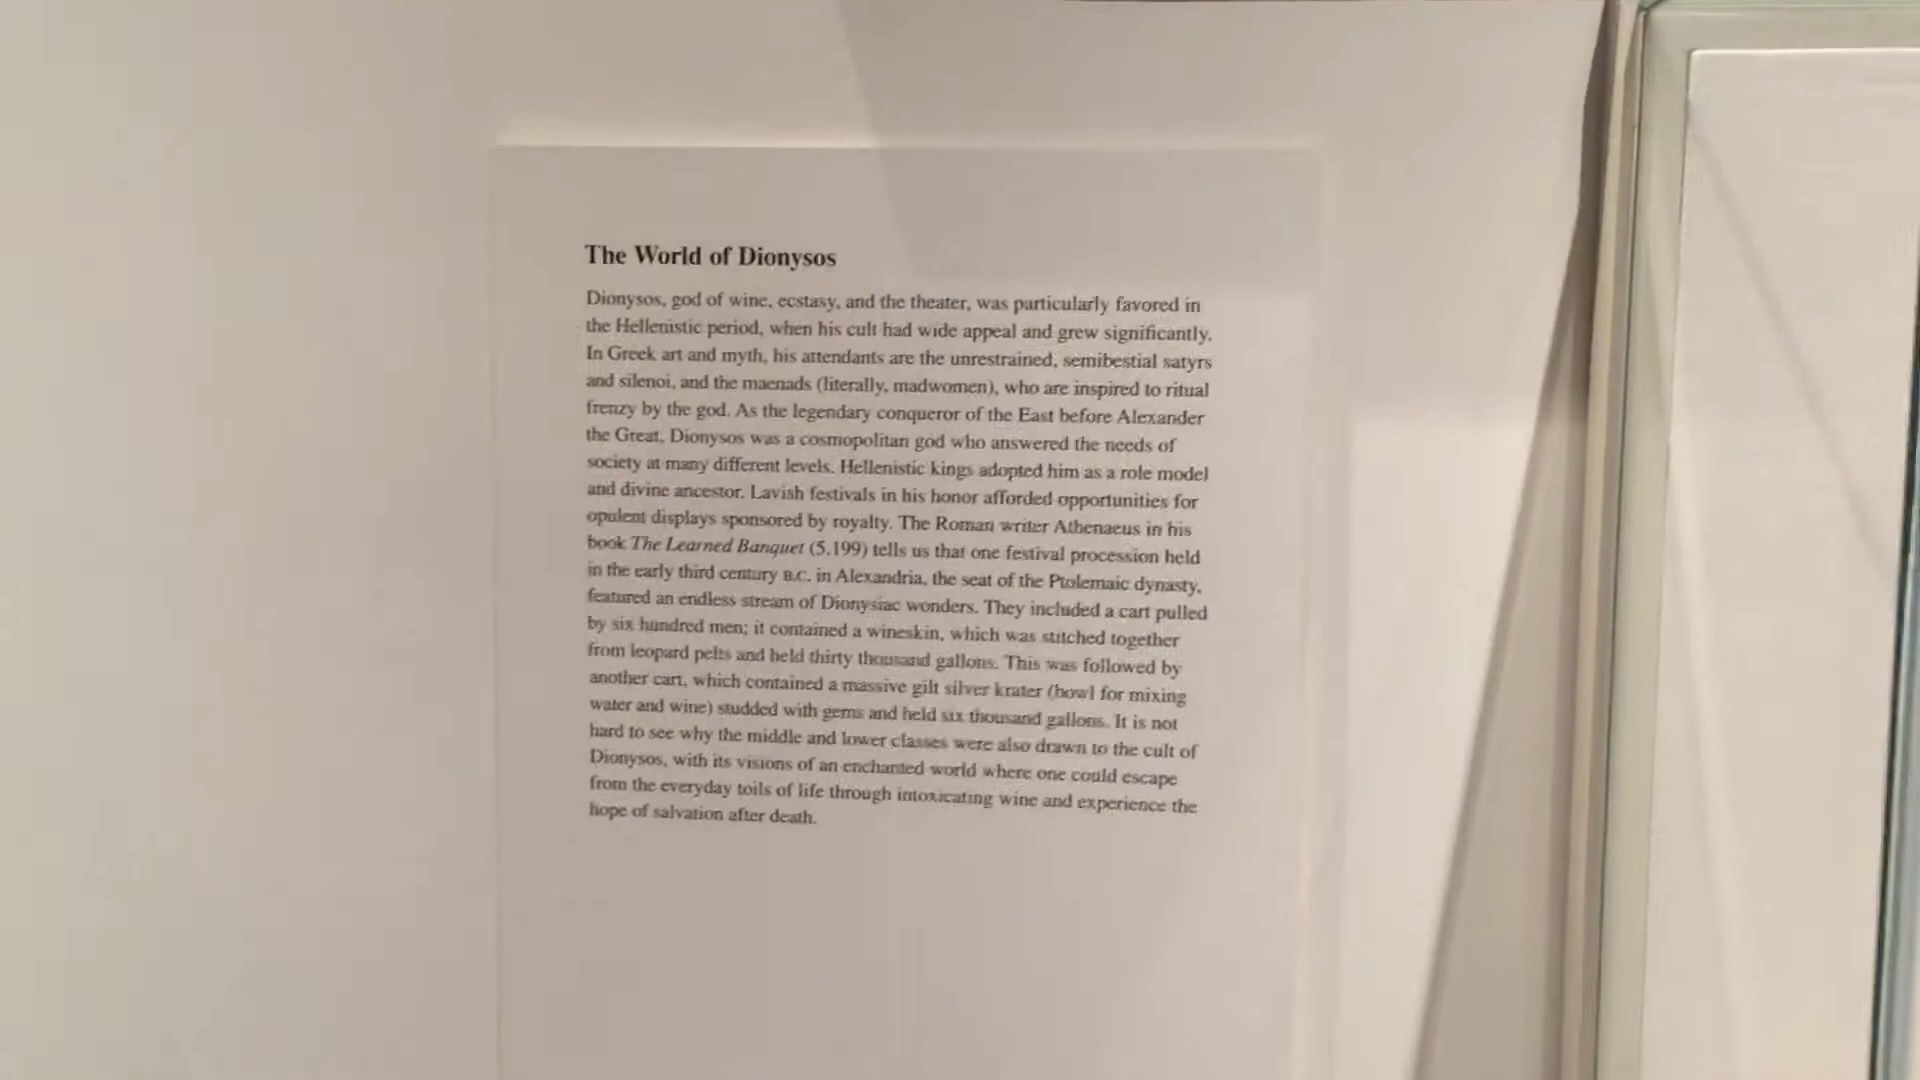 The World of Dionysos
Dionysos, god of wine, ecstasy, and the theater, was particularly favored in
the Hellenistic period, when his cult had wide appeal and grew significantly.
In Greek art and myth, his attendants are the unrestrained, semibestial satyrs
and silenoi, and the maenads (literally, madwomen), who are inspired to ritual
frenzy by the god. As the legendary conqueror of the East before Alexander
the Great, Dionysos was a cosmopolitan god who answered the needs of
society at many different levels. Hellenistic kings adopted him as a role model
and divine ancestor. Lavish festivals in his honor afforded opportunities for
opulent displays sponsored by royalty. The Roman writer Athenaeus in his
book The Learned Banquet (5.199) tells us that one festival procession held
in the early third century B.C. in Alexandria, the seat of the Ptolemaic dynasty,
featured an endless stream of Dionysiac wonders. They included a cart pulled
by six hundred men; it contained a wineskin, which was stitched together
from leopard pelts and held thirty thousand gallons. This was followed by
another cart, which contained a massive gilt silver krater (bowl for mixing
water and wine) studded with gems and held six thousand gallons. It is not
hard to see why the middle and lower classes were also drawn to the cult of
Dionysos, with its visions of an enchanted world where one could escape
from the everyday toils of life through intoxicating wine and experience the
hope of salvation after death.